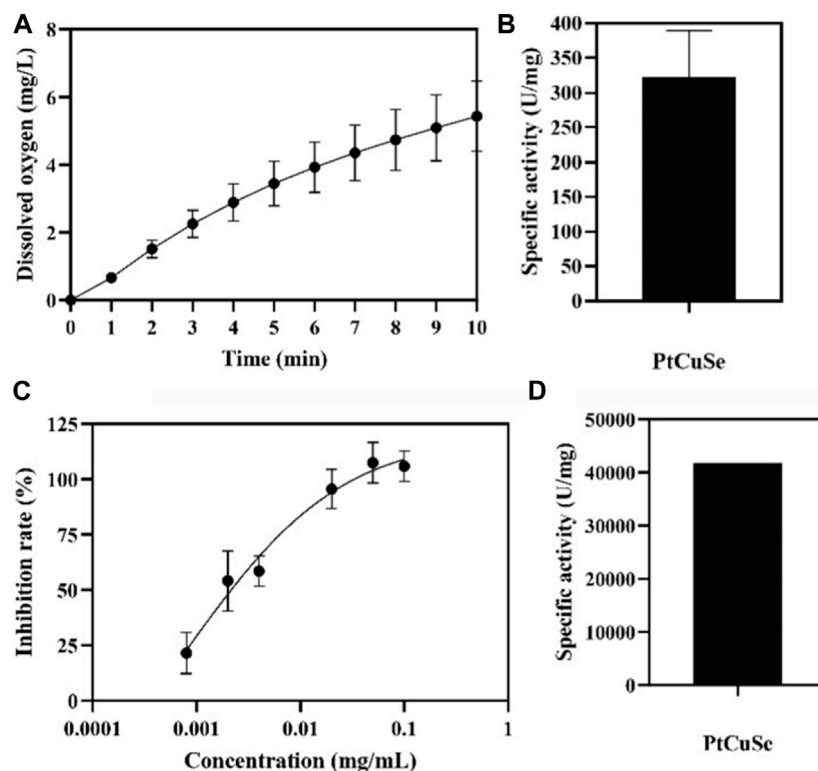 A
Dissolved oxygen (mg/L)
8
6
4
2
0
0 1 2 3 4 5 6 7 8 9 10
Time (min)
B
Specific activity (U/mg)
400
350
300
250
200
150
100
50
0
PtCuSe
C
Inhibition rate (%)
125
100
75
50
25
0
0.0001 0.001 0.01 0.1 1
Concentration (mg/mL)
D
Specific activity (U/mg)
50000
40000
30000
20000
10000
0
PtCuSe